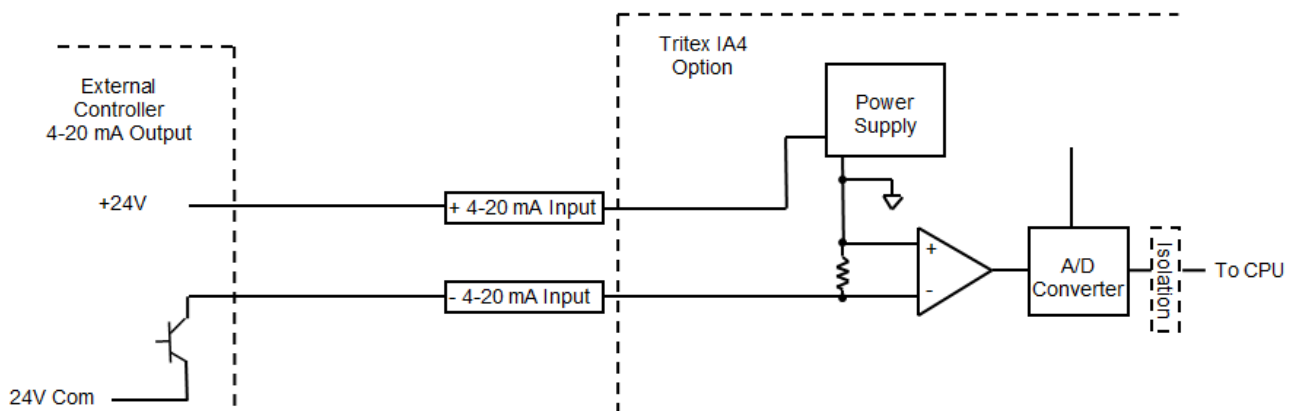 Tritex IA4
Option
External
Controller
4-20 mA Output
Power
Supply
+24V
+ 4-20 mA Input
+
-
A/D
Converter
Isolation
To CPU
- 4-20 mA Input
24V Com